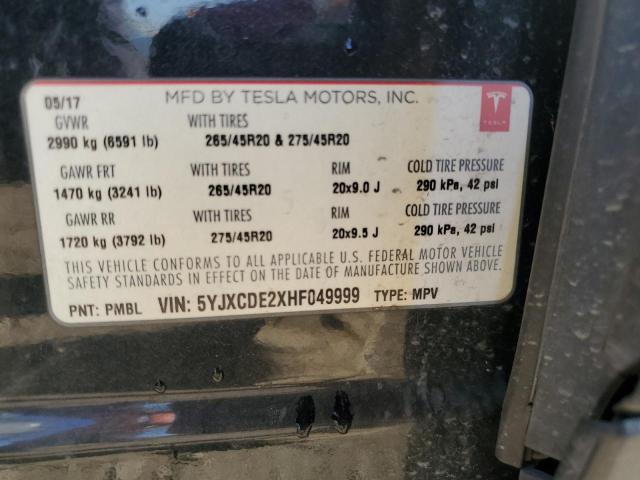 05/17 MFD BY TESLA MOTORS, INC.
TESLA
GVWR WITH TIRES
2990 kg (6591 lb) 265/45R20 & 275/45R20
GAWR FRT WITH TIRES RIM COLD TIRE PRESSURE
1470 kg (3241 lb) 265/45R20 20x9.0 J 290 kPa, 42 psi
GAWR RR WITH TIRES RIM COLD TIRE PRESSURE
1720 kg (3792 lb) 275/45R20 20x9.5 J 290 kPa, 42 psi
THIS VEHICLE CONFORMS TO ALL APPLICABLE U.S. FEDERAL MOTOR VEHICLE
SAFETY STANDARDS IN EFFECT ON THE DATE OF MANUFACTURE SHOWN ABOVE.
PNT: PMBL VIN: 5YJXCDE2XHF049999 TYPE: MPV